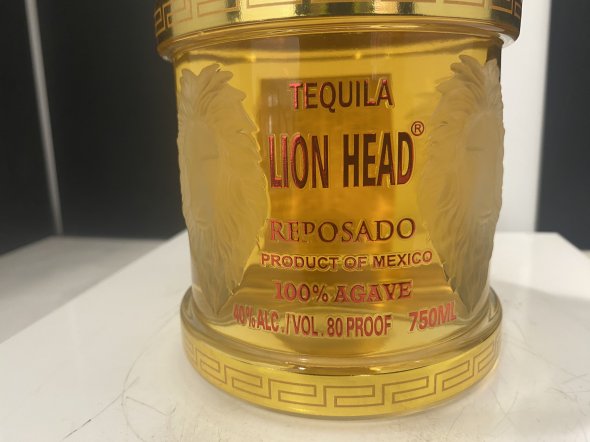 TEQUILA
LION HEAD®
REPOSADO
PRODUCT OF MEXICO
100% AGAVE
40% ALC./VOL. 80 PROOF 750ML